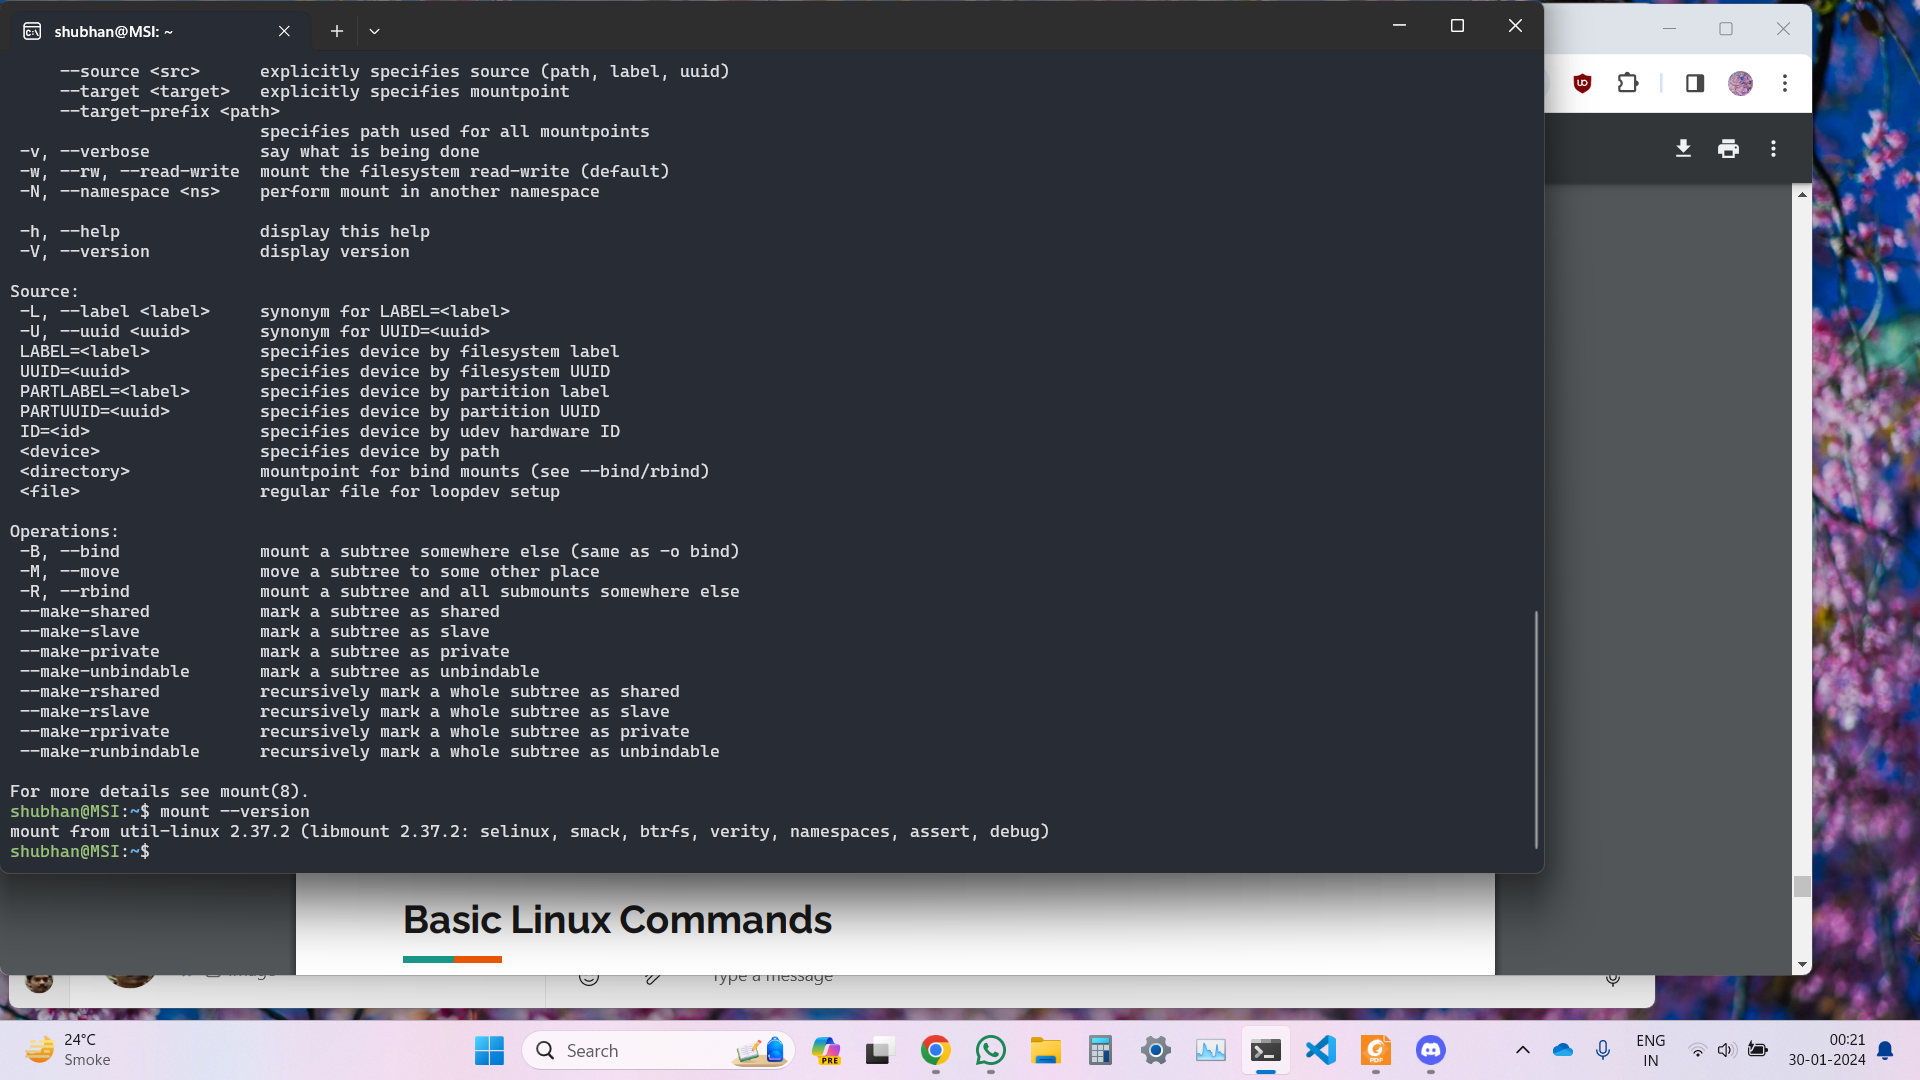 shubhan@MSI: ~
--source <src> explicitly specifies source (path, label, uuid)
--target <target> explicitly specifies mountpoint
--target-prefix <path>
specifies path used for all mountpoints
-v, --verbose say what is being done
-w, --rw, --read-write mount the filesystem read-write (default)
-N, --namespace <ns> perform mount in another namespace
-h, --help display this help
-V, --version display version
Source:
-L, --label <label> synonym for LABEL=<label>
-U, --uuid <uuid> synonym for UUID=<uuid>
LABEL=<label> specifies device by filesystem label
UUID=<uuid> specifies device by filesystem UUID
PARTLABEL=<label> specifies device by partition label
PARTUUID=<uuid> specifies device by partition UUID
ID=<id> specifies device by udev hardware ID
<device> specifies device by path
<directory> mountpoint for bind mounts (see --bind/rbind)
<file> regular file for loopdev setup
Operations:
-B, --bind mount a subtree somewhere else (same as -o bind)
-M, --move move a subtree to some other place
-R, --rbind mount a subtree and all submounts somewhere else
--make-shared mark a subtree as shared
--make-slave mark a subtree as slave
--make-private mark a subtree as private
--make-unbindable mark a subtree as unbindable
--make-rshared recursively mark a whole subtree as shared
--make-rslave recursively mark a whole subtree as slave
--make-rprivate recursively mark a whole subtree as private
--make-runbindable recursively mark a whole subtree as unbindable
For more details see mount(8).
shubhan@MSI:~$ mount --version
mount from util-linux 2.37.2 (libmount 2.37.2: selinux, smack, btrfs, verity, namespaces, assert, debug)
shubhan@MSI:~$
Basic Linux Commands
Type a message
24°C
Smoke
Search
PRE
PDF
ENG
IN
00:21
30-01-2024